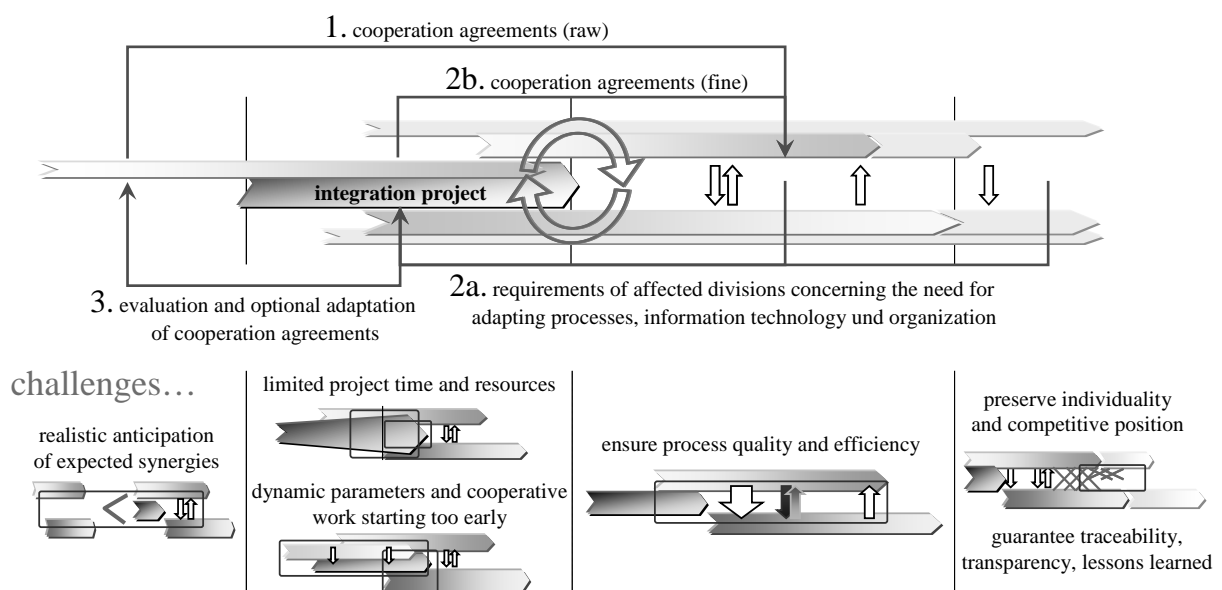 1. cooperation agreements (raw)
2b. cooperation agreements (fine)
integration project
3. evaluation and optional adaptation
of cooperation agreements
2a. requirements of affected divisions concerning the need for
adapting processes, information technology und organization
challenges…
realistic anticipation
of expected synergies
limited project time and resources
dynamic parameters and cooperative
work starting too early
ensure process quality and efficiency
preserve individuality
and competitive position
guarantee traceability,
transparency, lessons learned